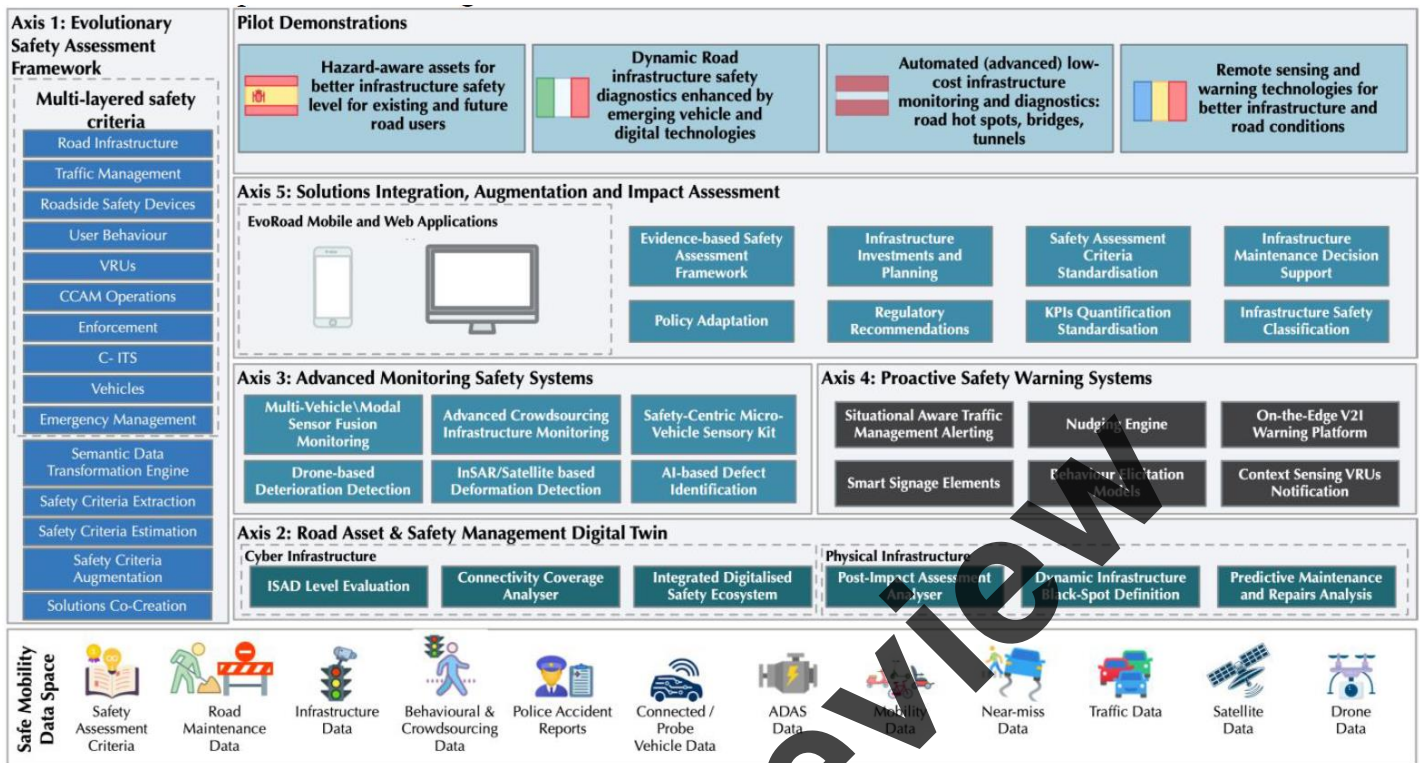 Axis 1: Evolutionary
Safety Assessment
Framework
Multi-layered safety
criteria
Road Infrastructure
Traffic Management
Roadside Safety Devices
User Behaviour
VRUs
CCAM Operations
Enforcement
C- ITS
Vehicles
Emergency Management
Semantic Data
Transformation Engine
Safety Criteria Extraction
Safety Criteria Estimation
Safety Criteria
Augmentation
Solutions Co-Creation
Pilot Demonstrations
Hazard-aware assets for
better infrastructure safety
level for existing and future
road users
Dynamic Road
infrastructure safety
diagnostics enhanced by
emerging vehicle and
digital technologies
Automated (advanced) low-
cost infrastructure
monitoring and diagnostics:
road hot spots, bridges,
tunnels
Remote sensing and
warning technologies for
better infrastructure and
road conditions
Axis 5: Solutions Integration, Augmentation and Impact Assessment
EvoRoad Mobile and Web Applications
Evidence-based Safety
Assessment
Framework
Infrastructure
Investments and
Planning
Safety Assessment
Criteria
Standardisation
Infrastructure
Maintenance Decision
Support
Policy Adaptation
Regulatory
Recommendations
KPIs Quantification
Standardisation
Infrastructure Safety
Classification
Axis 3: Advanced Monitoring Safety Systems
Multi-Vehicle\Modal
Sensor Fusion
Monitoring
Advanced Crowdsourcing
Infrastructure Monitoring
Safety-Centric Micro-
Vehicle Sensory Kit
Drone-based
Deterioration Detection
InSAR/Satellite based
Deformation Detection
AI-based Defect
Identification
Axis 4: Proactive Safety Warning Systems
Situational Aware Traffic
Management Alerting
Nudging Engine
On-the-Edge V2I
Warning Platform
Smart Signage Elements
Behaviour Elicitation
Models
Context Sensing VRUs
Notification
Axis 2: Road Asset & Safety Management Digital Twin
Cyber Infrastructure
ISAD Level Evaluation
Connectivity Coverage
Analyser
Integrated Digitalised
Safety Ecosystem
Physical Infrastructure
Post-Impact Assessment
Analyser
Dynamic Infrastructure
Black-Spot Definition
Predictive Maintenance
and Repairs Analysis
Safe Mobility
Data Space
Safety
Assessment
Criteria
Road
Maintenance
Data
Infrastructure
Data
Behavioural &
Crowdsourcing
Data
Police Accident
Reports
Connected /
Probe
Vehicle Data
ADAS
Data
Mobility
Data
Near-miss
Data
Traffic Data
Satellite
Data
Drone
Data